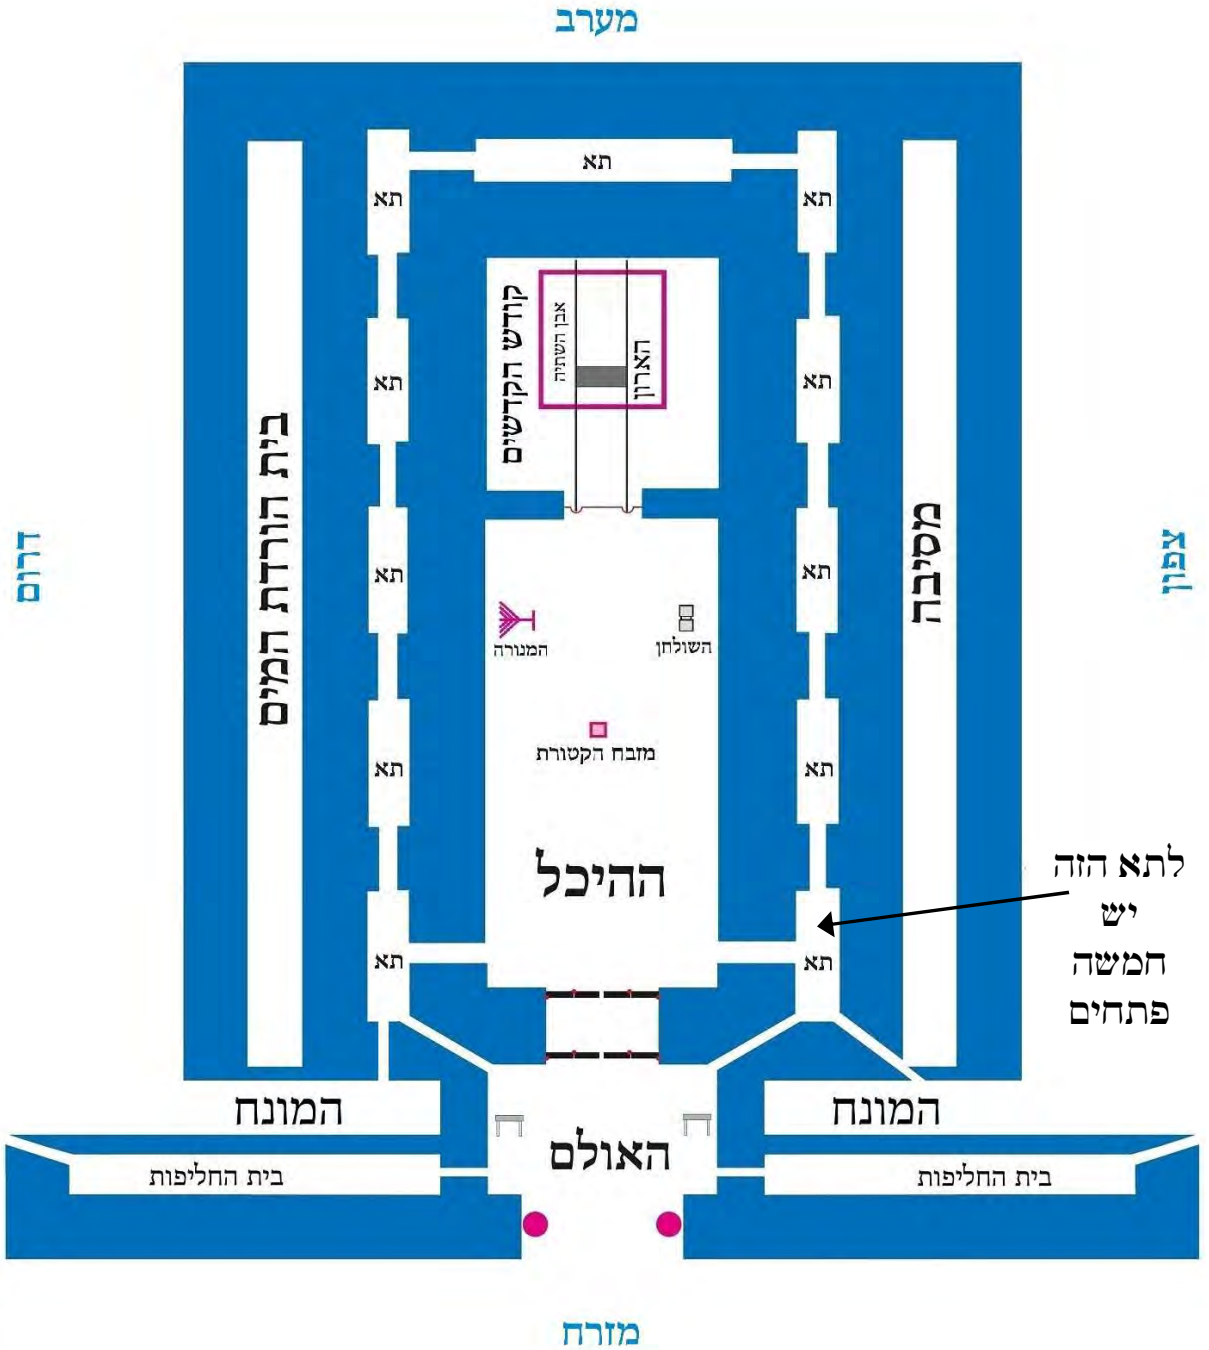 מערב
תא
תא
תא
קודש הקדשים
אבן השתיה
הארון
תא
תא
בית הורדת המים
מסיבה
דרום
צפון
תא
תא
המנורה
השולחן
מזבח הקטורת
תא
תא
ההיכל
לתא הזה
יש
חמשה
פתחים
תא
תא
המונח
המונח
האולם
בית החליפות
בית החליפות
מזרח